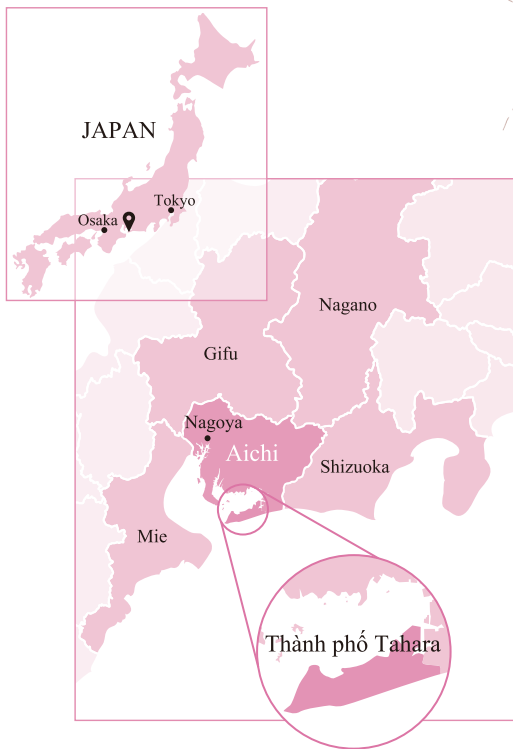 JAPAN
Tokyo
Osaka
Nagano
Gifu
Nagoya
Aichi
Shizuoka
Mie
Thành phố Tahara